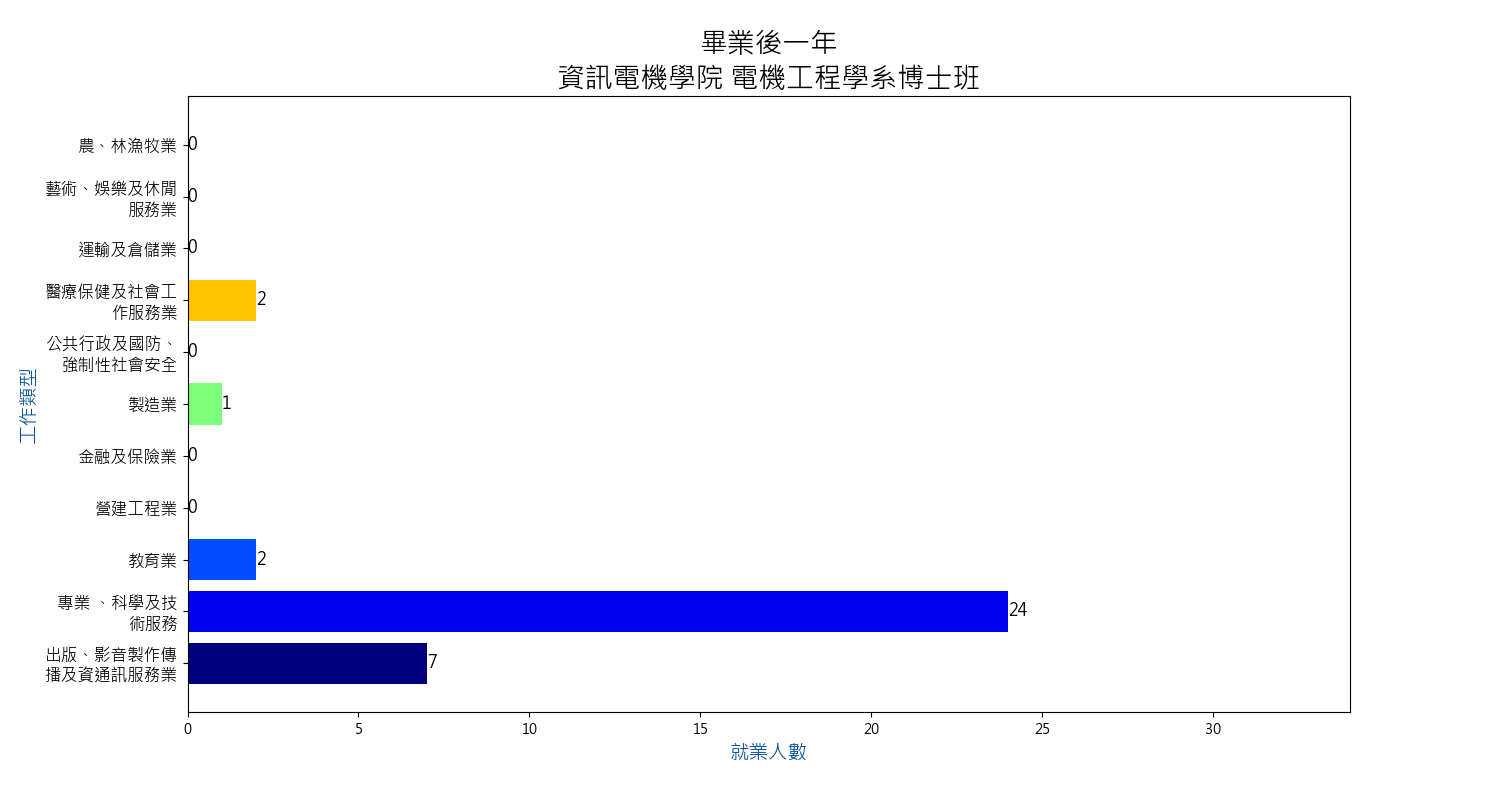 畢業後一年
資訊電機學院 電機工程學系博士班
農、林漁牧業
0
藝術、娛樂及休閒
服務業
0
運輸及倉儲業
0
醫療保健及社會工
作服務業
2
公共行政及國防、
強制性社會安全
0
製造業
1
金融及保險業
0
營建工程業
0
教育業
2
專業 、科學及技
術服務
24
出版、影音製作傳
播及資通訊服務業
7
工作類型
0 5 10 15 20 25 30
就業人數